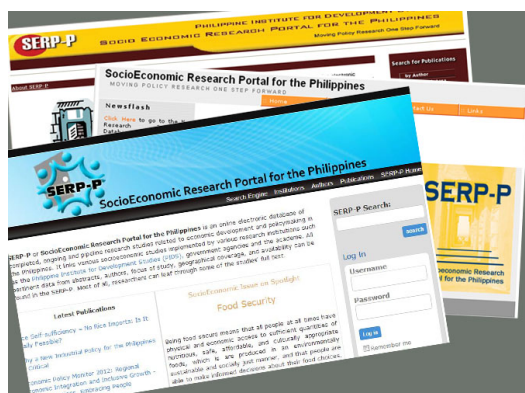 PHILIPPINE INSTITUTE FOR DEVELOPM
SERP-P
SOCIO ECONOMIC RESEARCH PORTAL FOR THE PHILIPPINES
Moving Policy Research One Step Forward
About SERP-P
Search for Publications
by Author
SocioEconomic Research Portal for the Philippines
MOVING POLICY RESEARCH ONE STEP FORWARD
Newsflash
Home
Links
Click Here to go to the
Research
SERP-P
SocioEconomic Research Portal for the Philippines
Search Engine Institutions Authors Publications SERP-P Home
SERP-P or SocioEconomic Research Portal for the Philippines is an online electronic database of
completed, ongoing and pipeline research studies related to economic development and policymaking in
the Philippines. It links various socioeconomic studies implemented by various research institutions such
as the Philippine Institute for Development Studies (PIDS), government agencies and the academe. All
pertinent data from abstracts, authors, focus of study, geographical coverage, and availability can be
found in the SERP-P. Most of all, researchers can leaf through some of the studies' full text.
SERP-P Search:
search
Log In
Username
Password
Log in
Remember me
Latest Publications
Self-sufficiency = No Rice Imports: Is It
Feasible?
a New Industrial Policy for the Philippines
Critical
Economic Policy Monitor 2012: Regional
Economic Integration and Inclusive Growth -
Embracing People
SocioEconomic Issue on Spotlight
Food Security
Being food secure means that all people at all times have
physical and economic access to sufficient quantities of
nutritious, safe, affordable, and culturally appropriate
foods, which is are produced in an environmentally
sustainable and socially just manner, and that people are
able to make informed decisions about their food choices.
SERP-P
oeconomic Research
l for the Philippines